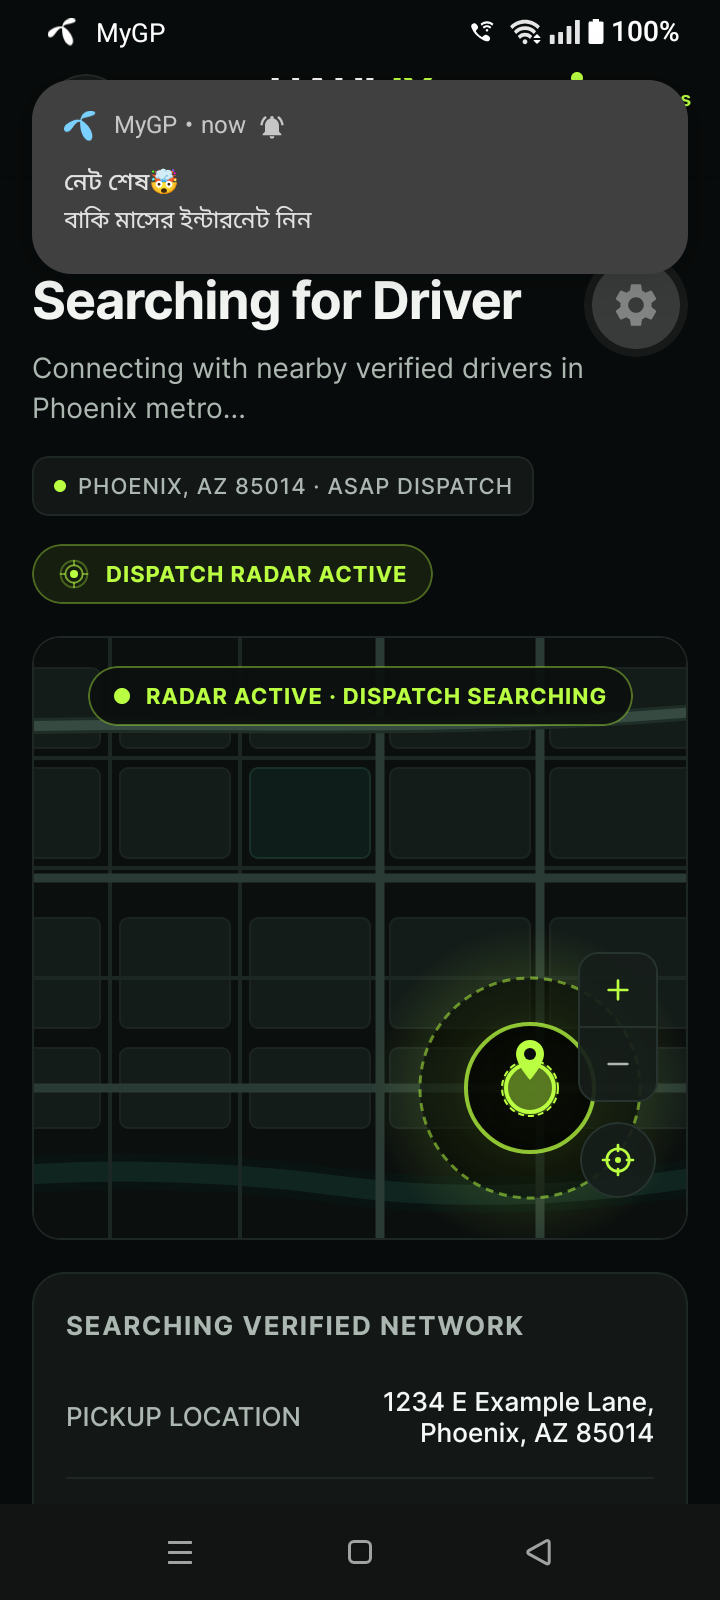 MyGP
100%
MyGP • now
নেট শেষ🤯
বাকি মাসের ইন্টারনেট নিন
Searching for Driver
Connecting with nearby verified drivers in
Phoenix metro...
PHOENIX, AZ 85014 · ASAP DISPATCH
DISPATCH RADAR ACTIVE
RADAR ACTIVE · DISPATCH SEARCHING
+
−
SEARCHING VERIFIED NETWORK
PICKUP LOCATION
1234 E Example Lane,
Phoenix, AZ 85014